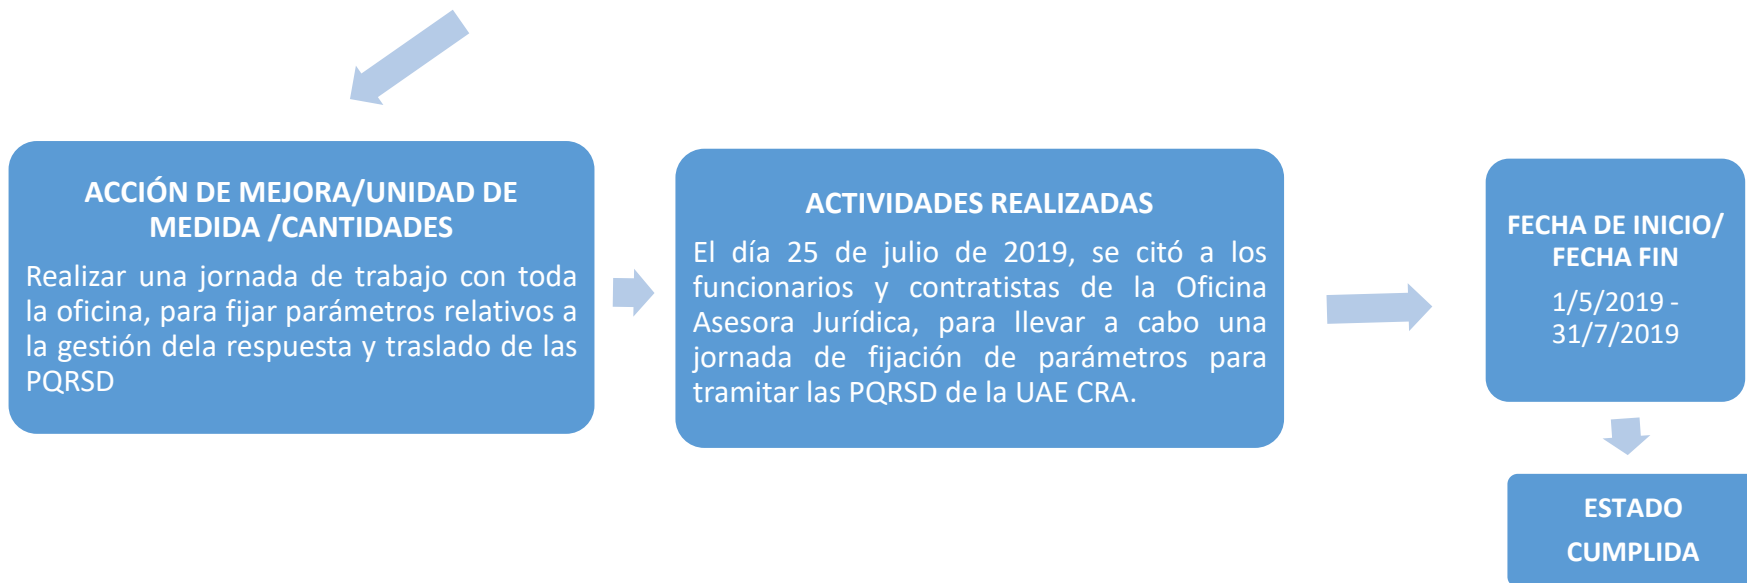 ACCIÓN DE MEJORA/UNIDAD DE
MEDIDA /CANTIDADES
Realizar una jornada de trabajo con toda
la oficina, para fijar parámetros relativos a
la gestión dela respuesta y traslado de las
PQRSD
ACTIVIDADES REALIZADAS
El día 25 de julio de 2019, se citó a los
funcionarios y contratistas de la Oficina
Asesora Jurídica, para llevar a cabo una
jornada de fijación de parámetros para
tramitar las PQRSD de la UAE CRA.
FECHA DE INICIO/
FECHA FIN
1/5/2019 -
31/7/2019
ESTADO
CUMPLIDA